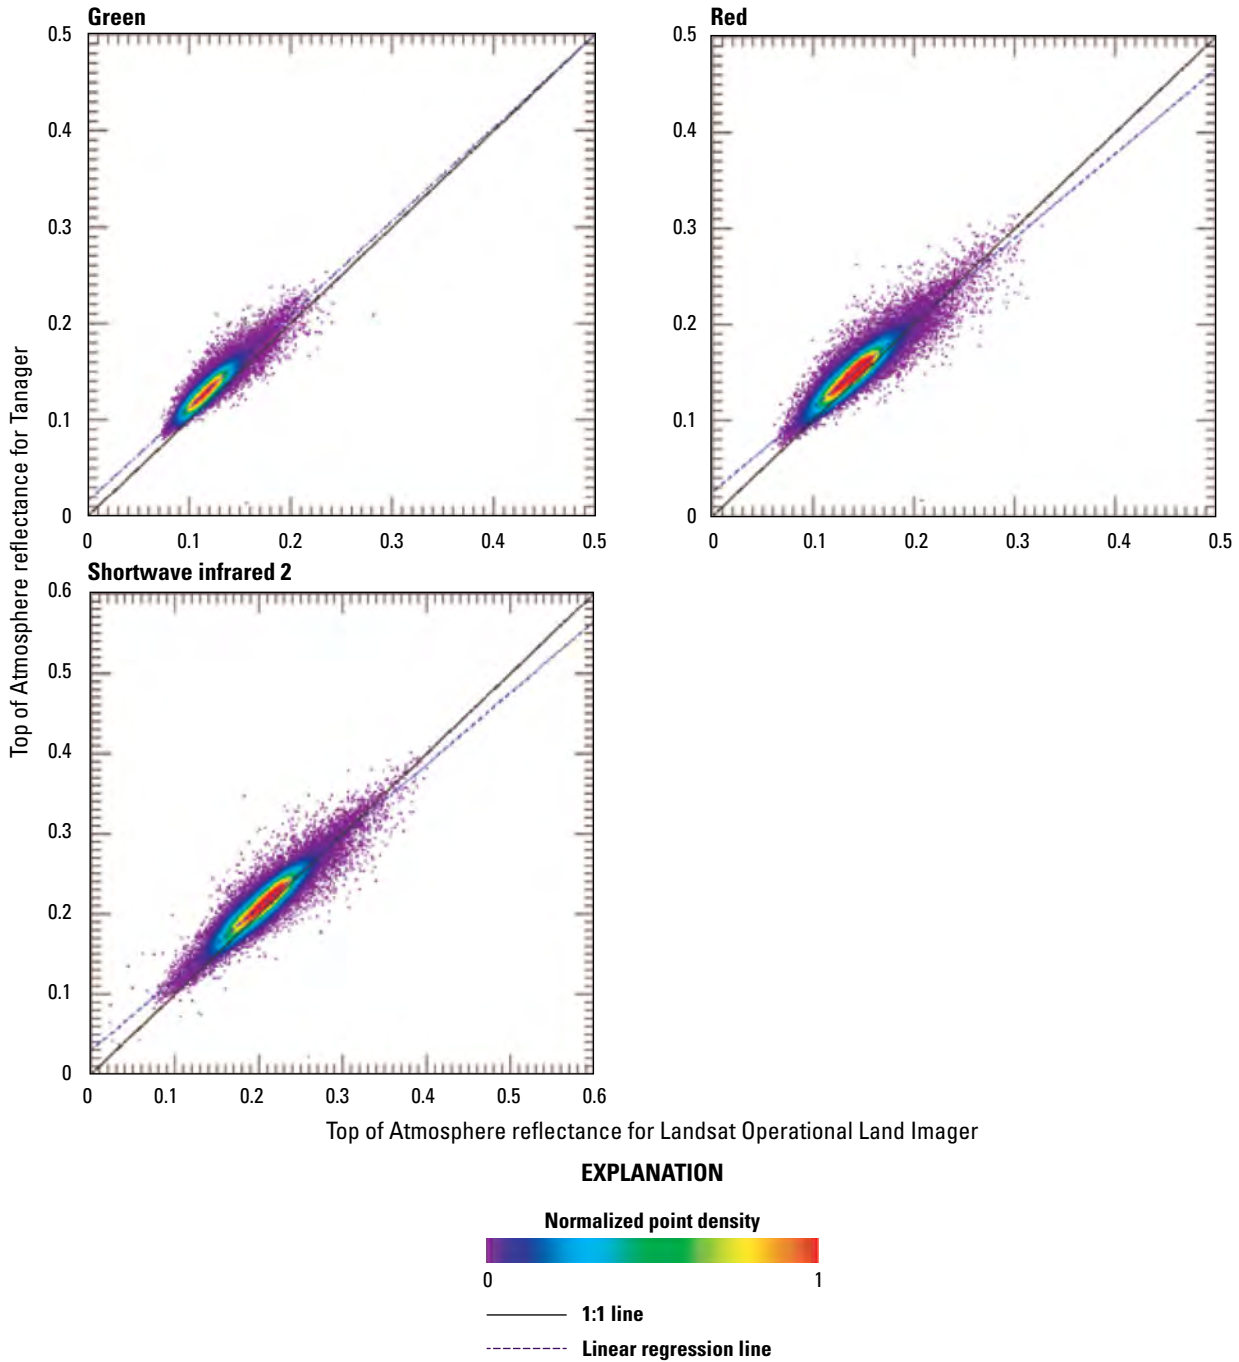 Green
0.5
0.4
0.3
0.2
0.1
0
0 0.1 0.2 0.3 0.4 0.5
Red
0.5
0.4
0.3
0.2
0.1
0
0 0.1 0.2 0.3 0.4 0.5
Shortwave infrared 2
0.6
0.5
0.4
0.3
0.2
0.1
0
0 0.1 0.2 0.3 0.4 0.5 0.6
Top of Atmosphere reflectance for Tanager
Top of Atmosphere reflectance for Landsat Operational Land Imager
EXPLANATION
Normalized point density
0 1
1:1 line
Linear regression line